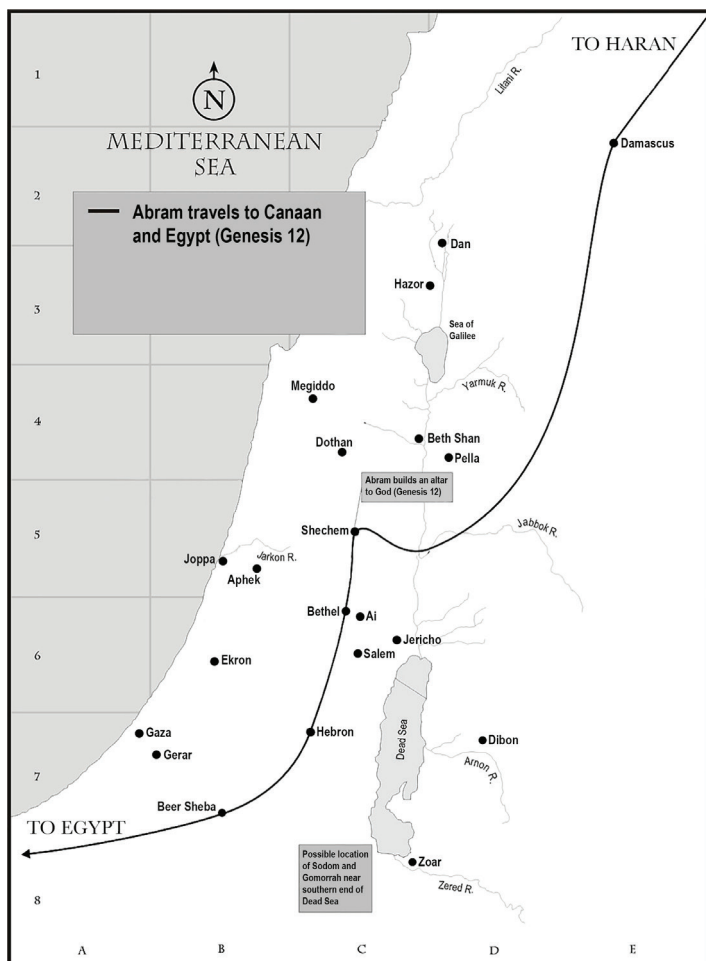 TO HARAN
1
Litani R.
N
MEDITERRANEAN
SEA
Damascus
2
Abram travels to Canaan
and Egypt (Genesis 12)
Dan
Hazor
3
Sea of
Galilee
Yarmuk R.
Megiddo
4
Beth Shan
Dothan
Pella
Abram builds an altar
to God (Genesis 12)
Shechem
5
Jabbok R.
Joppa
Jarkon R.
Aphek
Bethel
Ai
Jericho
Salem
6
Ekron
Gaza
Hebron
Dead Sea
Dibon
Gerar
Arnon R.
7
Beer Sheba
TO EGYPT
Possible location
of Sodom and
Gomorrah near
southern end of
Dead Sea
Zoar
Zered R.
8
A
B
C
D
E